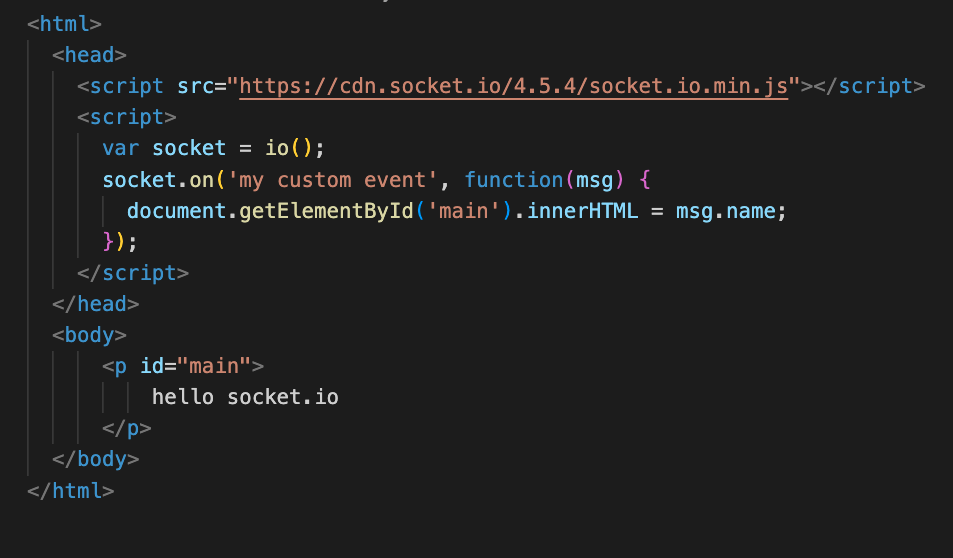 <html>
<head>
<script src="https://cdn.socket.io/4.5.4/socket.io.min.js"></script>
<script>
var socket = io();
socket.on('my custom event', function(msg) {
document.getElementById('main').innerHTML = msg.name;
});
</script>
</head>
<body>
<p id="main">
hello socket.io
</p>
</body>
</html>